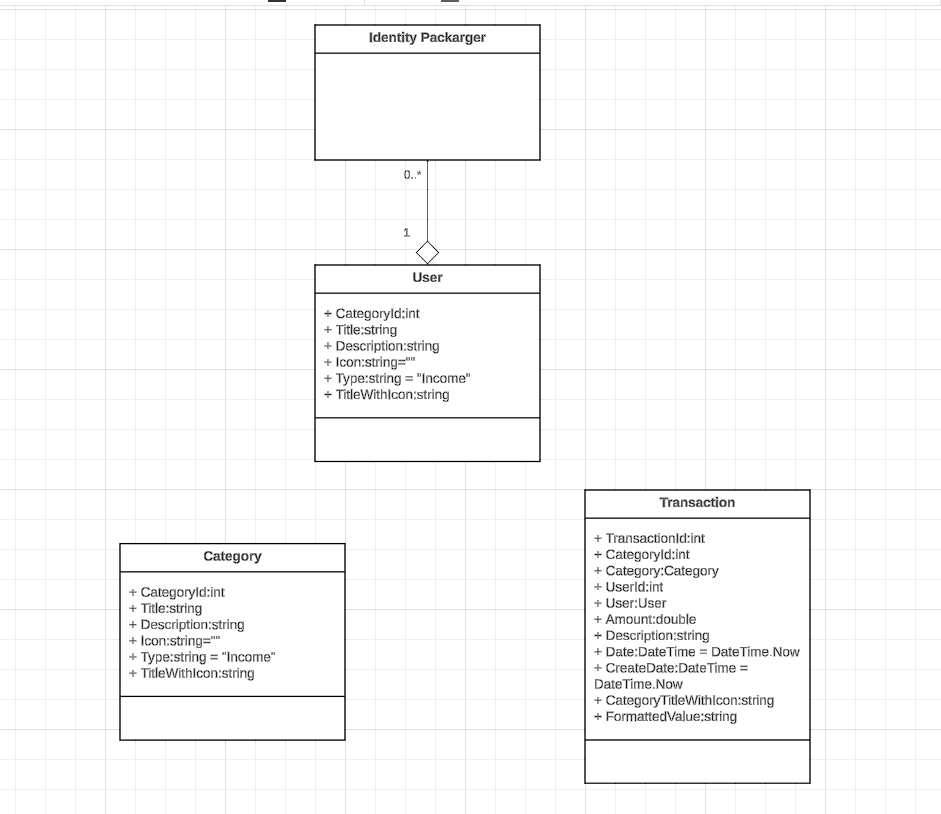 Identity Packarger
0..*
1
User
+ CategoryId:int
+ Title:string
+ Description:string
+ Icon:string=""
+ Type:string = "Income"
+ TitleWithIcon:string
Transaction
+ TransactionId:int
+ CategoryId:int
+ Category:Category
+ UserId:int
+ User:User
+ Amount:double
+ Description:string
+ Date:DateTime = DateTime.Now
+ CreateDate:DateTime =
DateTime.Now
+ CategoryTitleWithIcon:string
+ FormattedValue:string
Category
+ CategoryId:int
+ Title:string
+ Description:string
+ Icon:string=""
+ Type:string = "Income"
+ TitleWithIcon:string